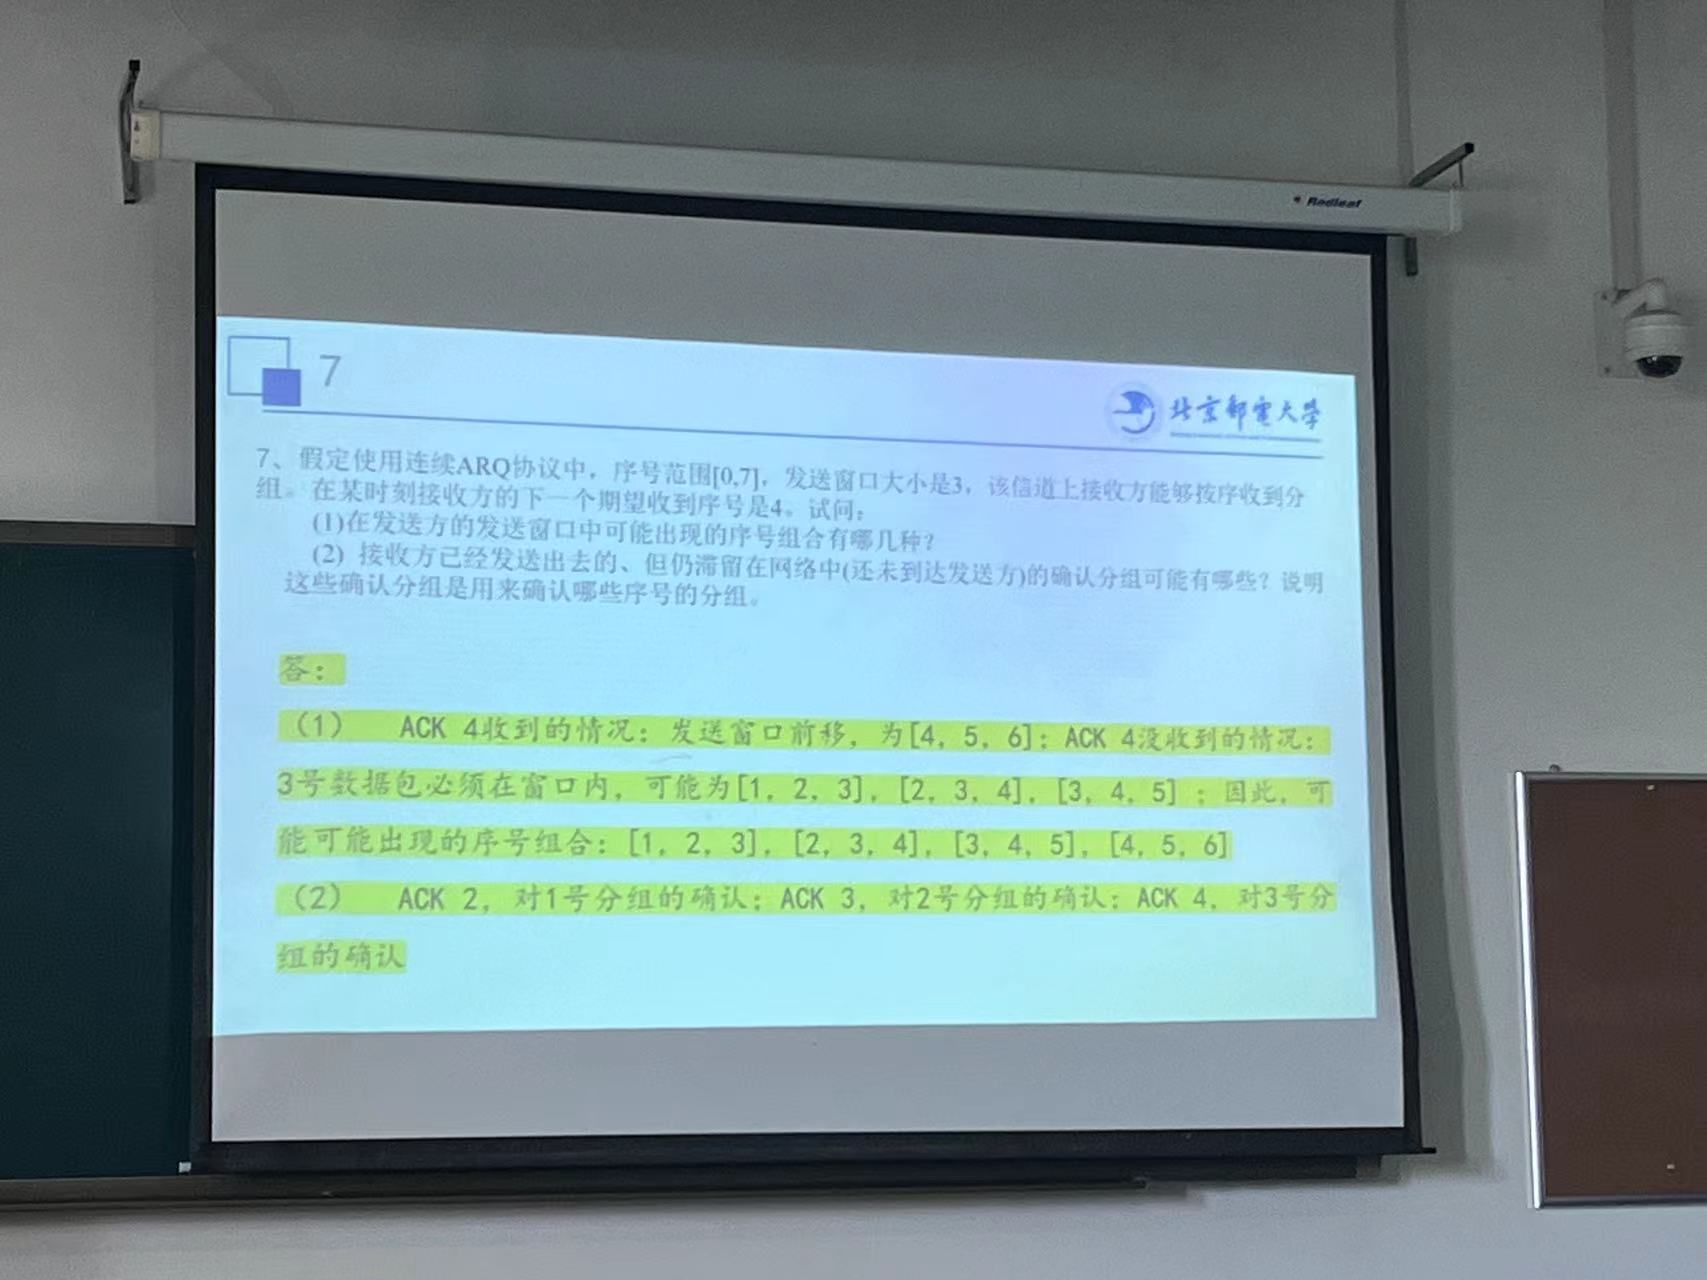 Redleaf
7
北京邮电大学
7、假定使用连续ARQ协议中，序号范围[0,7]，发送窗口大小是3，该信道上接收方能够按序收到分
组。在某时刻接收方的下一个期望收到序号是4。试问：
(1)在发送方的发送窗口中可能出现的序号组合有哪几种？
(2) 接收方已经发送出去的、但仍滞留在网络中(还未到达发送方)的确认分组可能有哪些？说明
这些确认分组是用来确认哪些序号的分组。
答：
（1） ACK 4收到的情况：发送窗口前移，为[4, 5, 6]；ACK 4没收到的情况：
3号数据包必须在窗口内，可能为[1, 2, 3], [2, 3, 4], [3, 4, 5] ；因此，可
能可能出现的序号组合：[1, 2, 3], [2, 3, 4], [3, 4, 5], [4, 5, 6]
（2） ACK 2, 对1号分组的确认；ACK 3, 对2号分组的确认；ACK 4, 对3号分
组的确认